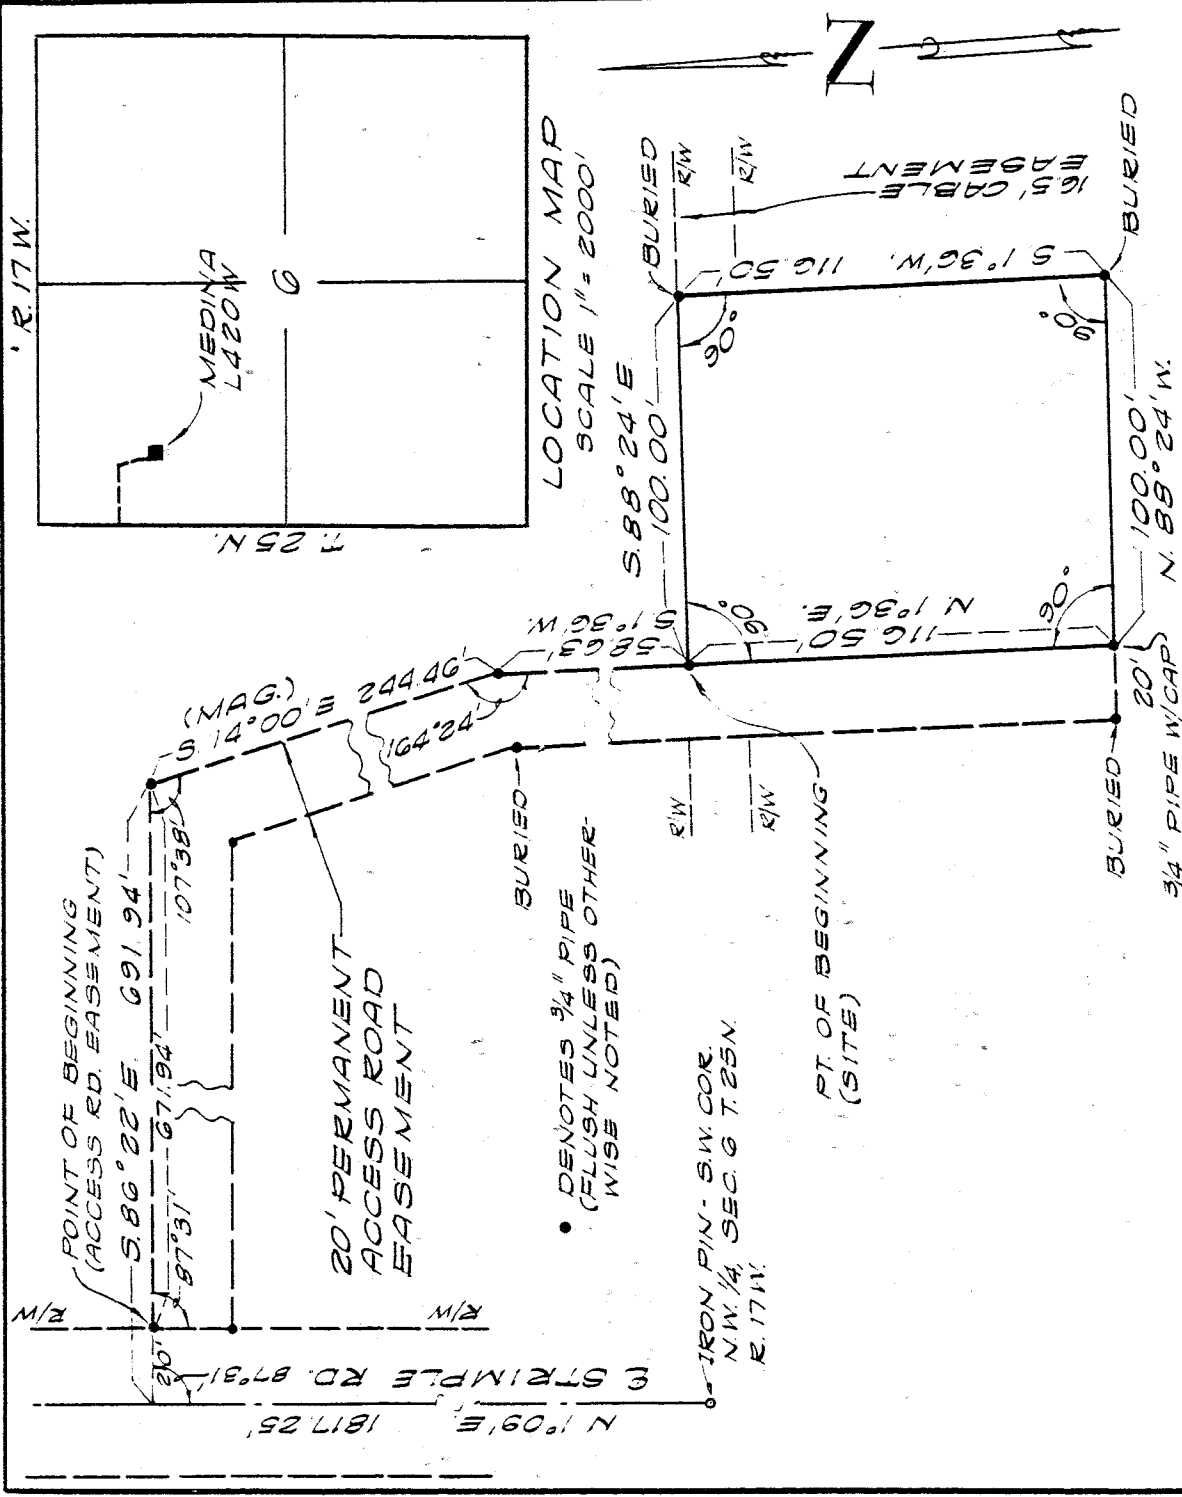 R. 17 W.
T. 25 N.
6
MEDINA
L420W
LOCATION MAP
SCALE 1" = 2000'
N
POINT OF BEGINNING
(ACCESS RD. EASEMENT)
S. 86° 22' E. 691.94'
671.94'
87°31'
107°38'
20'
R/W
R/W
℄ STRIMPLE RD. 87°31'
N 1°09' E. 1817.25'
(MAG.)
S. 14°00' E 244.46'
164°24'
S 1°36' W.
58.63'
20' PERMANENT
ACCESS ROAD
EASEMENT
BURIED
BURIED
R/W
R/W
16.5' CABLE
EASEMENT
S. 88° 24' E
100.00'
S 1° 36' W. 116.50'
90°
90°
90°
90°
N 1°36' E.
116.50'
BURIED
100.00'
N. 88° 24' W.
20'
3/4" PIPE W/CAP
BURIED
R/W
R/W
PT. OF BEGINNING
(SITE)
• DENOTES 3/4" PIPE
(FLUSH UNLESS OTHER-
WISE NOTED)
IRON PIN - S.W. COR.
N.W. 1/4, SEC. 6 T. 25 N.
R. 17 W.